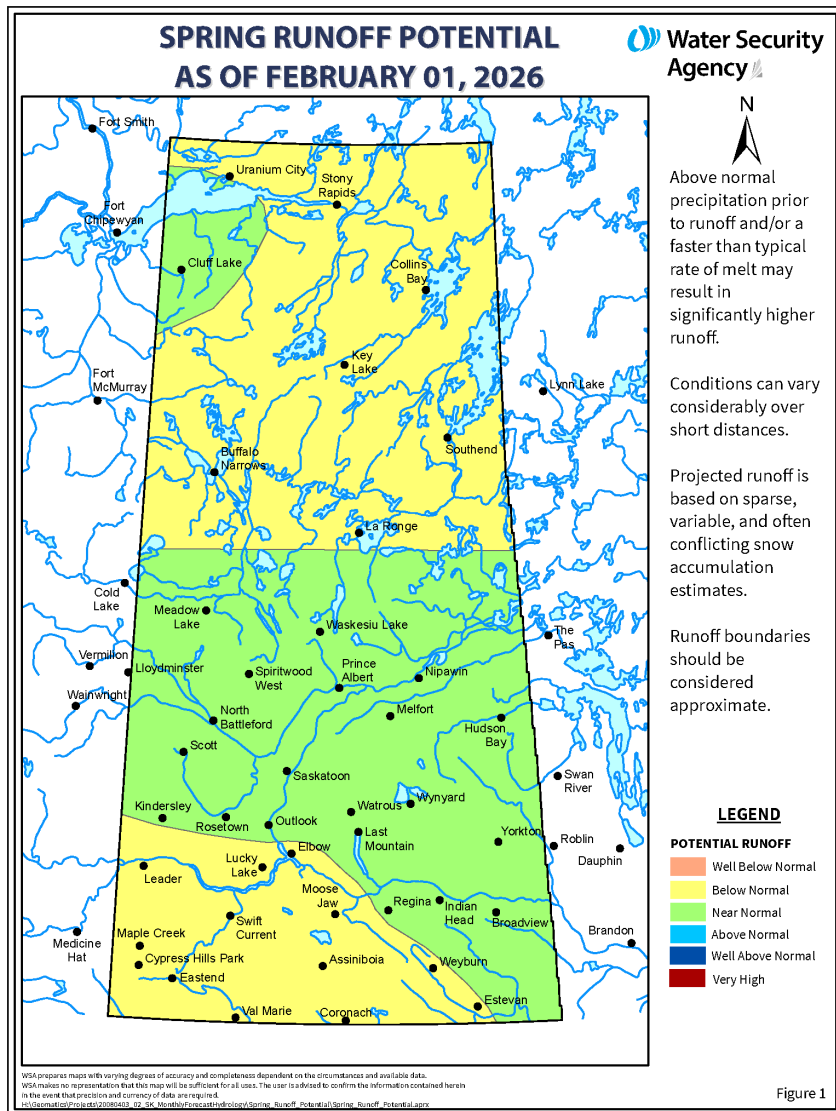 SPRING RUNOFF POTENTIAL
AS OF FEBRUARY 01, 2026
Water Security
Agency
N
Above normal
precipitation prior
to runoff and/or a
faster than typical
rate of melt may
result in
significantly higher
runoff.
Conditions can vary
considerably over
short distances.
Projected runoff is
based on sparse,
variable, and often
conflicting snow
accumulation
estimates.
Runoff boundaries
should be
considered
approximate.
Fort Smith
Uranium City
Stony
Rapids
Fort
Chipewyan
Cluff Lake
Collins
Bay
Key
Lake
Fort
McMurray
Lynn Lake
Southend
Buffalo
Narrows
La Ronge
Cold
Lake
Meadow
Lake
Waskesiu Lake
The
Pas
Vermilion
Lloydminster
Spiritwood
West
Prince
Albert
Nipawin
Wainwright
North
Battleford
Melfort
Hudson
Bay
Scott
Saskatoon
Swan
River
Kindersley
Rosetown
Outlook
Watrous
Wynyard
Last
Mountain
Yorkton
Roblin
Dauphin
Elbow
Lucky
Lake
Leader
Moose
Jaw
Regina
Indian
Head
Broadview
Swift
Current
Brandon
Medicine
Hat
Maple Creek
Cypress Hills Park
Eastend
Assiniboia
Weyburn
Estevan
Val Marie
Coronach
LEGEND
POTENTIAL RUNOFF
Well Below Normal
Below Normal
Near Normal
Above Normal
Well Above Normal
Very High
WSA prepares maps with varying degrees of accuracy and completeness dependent on the circumstances and available data.
WSA makes no representation that this map will be sufficient for all uses. The user is advised to confirm the information contained herein
in the event that precision and currency of data are required.
H:\Geomatics\Projects\20080403_02_SK_MonthlyForecastHydrology\Spring_Runoff_Potential\Spring_Runoff_Potential.aprx
Figure 1